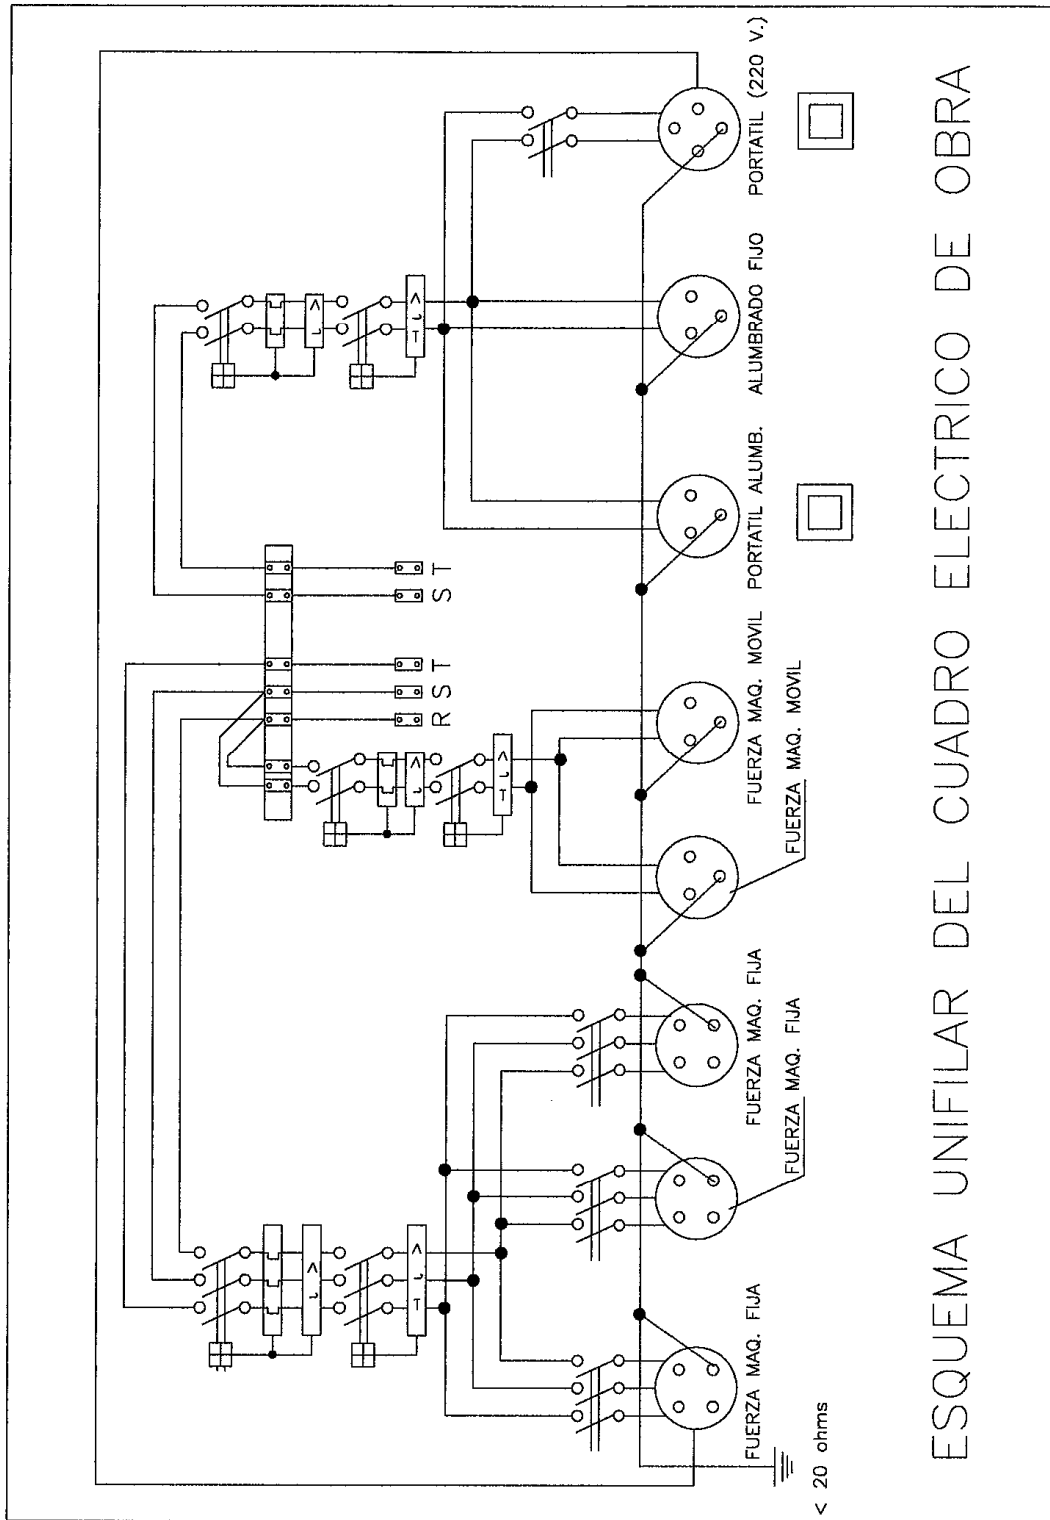 R S T
S T
FUERZA MAQ. FIJA
FUERZA MAQ. FIJA
FUERZA MAQ. FIJA
FUERZA MAQ. MOVIL
FUERZA MAQ. MOVIL
PORTATIL ALUMB.
ALUMBRADO FIJO
PORTATIL (220 V.)
< 20 ohms
ESQUEMA UNIFILAR DEL CUADRO ELECTRICO DE OBRA